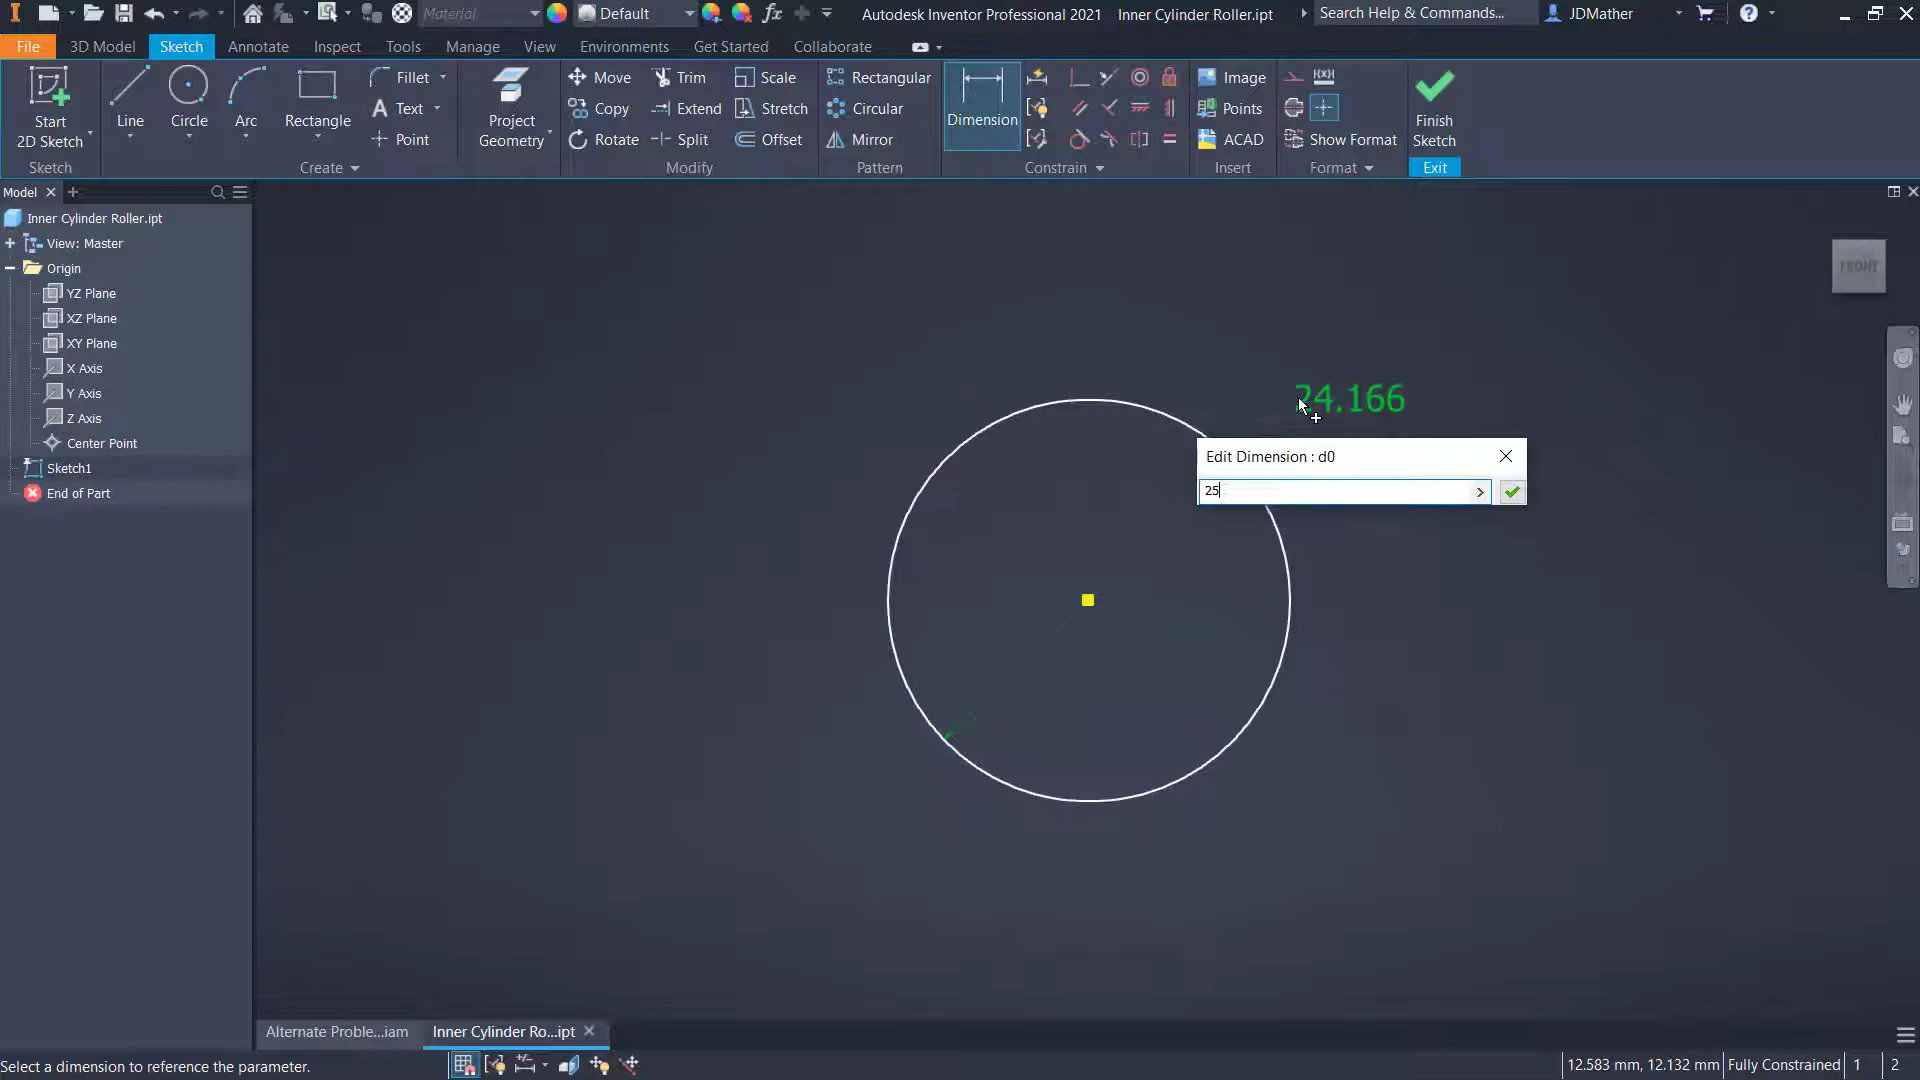 Material
Default
Autodesk Inventor Professional 2021
Inner Cylinder Roller.ipt
Search Help & Commands...
JDMather
File
3D Model
Sketch
Annotate
Inspect
Tools
Manage
View
Environments
Get Started
Collaborate
Start
2D Sketch
Sketch
Line
Circle
Arc
Rectangle
Fillet
Text
Point
Create
Project
Geometry
Move
Copy
Rotate
Trim
Extend
Split
Scale
Stretch
Offset
Modify
Rectangular
Circular
Mirror
Pattern
Dimension
Constrain
Image
Points
ACAD
Insert
Show Format
Format
Finish
Sketch
Exit
Model
Inner Cylinder Roller.ipt
View: Master
Origin
YZ Plane
XZ Plane
XY Plane
X Axis
Y Axis
Z Axis
Center Point
Sketch1
End of Part
FRONT
24.166
Edit Dimension : d0
25
Alternate Proble...iam
Inner Cylinder Ro...ipt
Select a dimension to reference the parameter.
12.583 mm, 12.132 mm
Fully Constrained
1
2